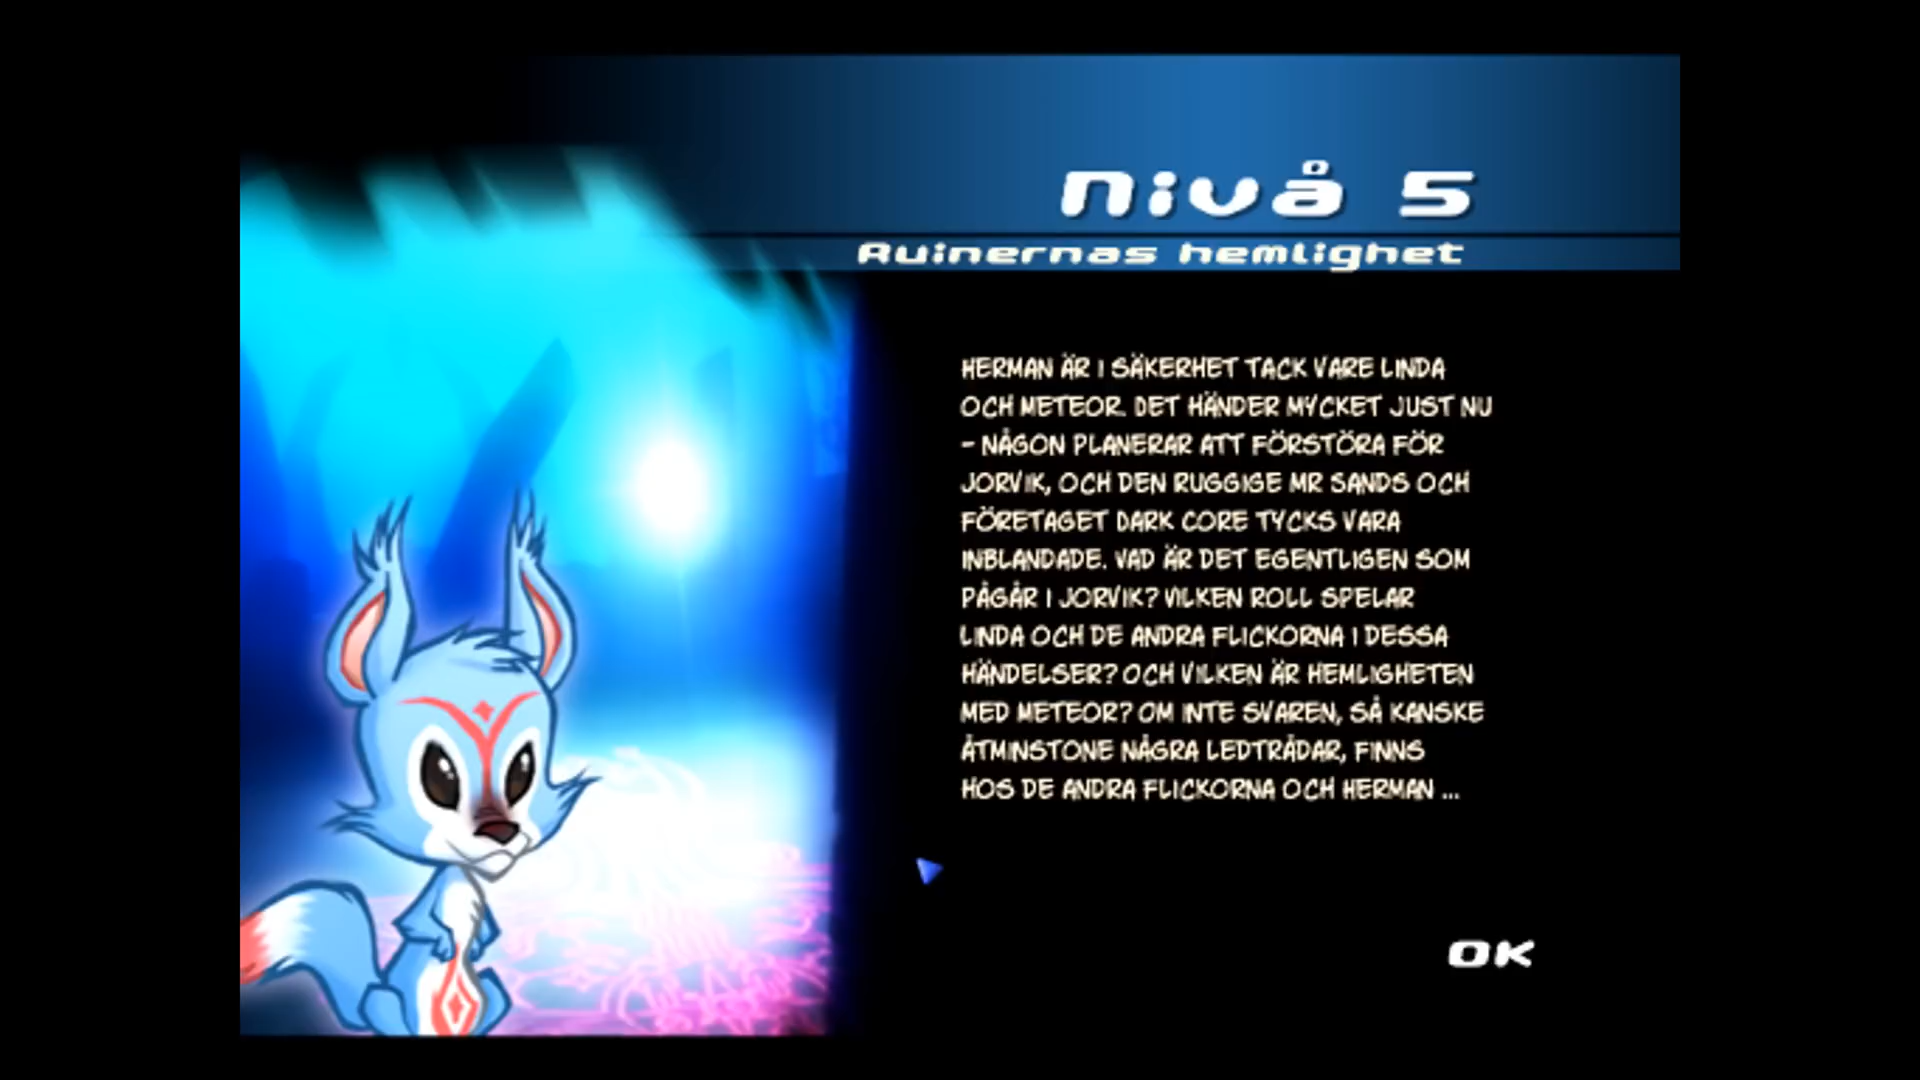 Nivå 5
Ruinernas hemlighet
HERMAN ÄR I SÄKERHET TACK VARE LINDA
OCH METEOR. DET HÄNDER MYCKET JUST NU
- NÅGON PLANERAR ATT FÖRSTÖRA FÖR
JORVIK, OCH DEN RUGGIGE MR SANDS OCH
FÖRETAGET DARK CORE TYCKS VARA
INBLANDADE. VAD ÄR DET EGENTLIGEN SOM
PÅGÅR I JORVIK? VILKEN ROLL SPELAR
LINDA OCH DE ANDRA FLICKORNA I DESSA
HÄNDELSER? OCH VILKEN ÄR HEMLIGHETEN
MED METEOR? OM INTE SVAREN, SÅ KANSKE
ÅTMINSTONE NÅGRA LEDTRÅDAR, FINNS
HOS DE ANDRA FLICKORNA OCH HERMAN ...
OK